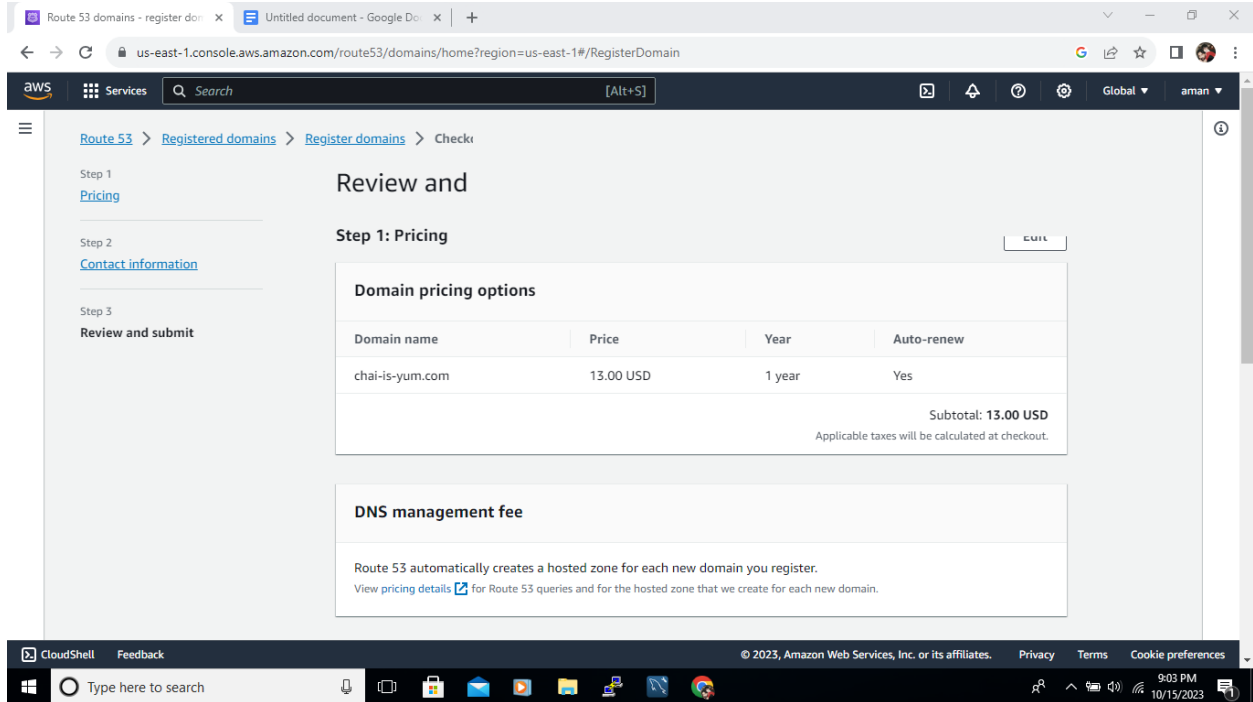 Route 53 domains - register don
Untitled document - Google Do
us-east-1.console.aws.amazon.com/route53/domains/home?region=us-east-1#/RegisterDomain
aws Services Search [Alt+S] Global aman
Route 53 > Registered domains > Register domains > Check
Step 1
Pricing
Step 2
Contact information
Step 3
Review and submit
Review and
Step 1: Pricing
Edit
Domain pricing options
Domain name Price Year Auto-renew
chai-is-yum.com 13.00 USD 1 year Yes
Subtotal: 13.00 USD
Applicable taxes will be calculated at checkout.
DNS management fee
Route 53 automatically creates a hosted zone for each new domain you register.
View pricing details for Route 53 queries and for the hosted zone that we create for each new domain.
CloudShell Feedback © 2023, Amazon Web Services, Inc. or its affiliates. Privacy Terms Cookie preferences
Type here to search
9:03 PM
10/15/2023
1